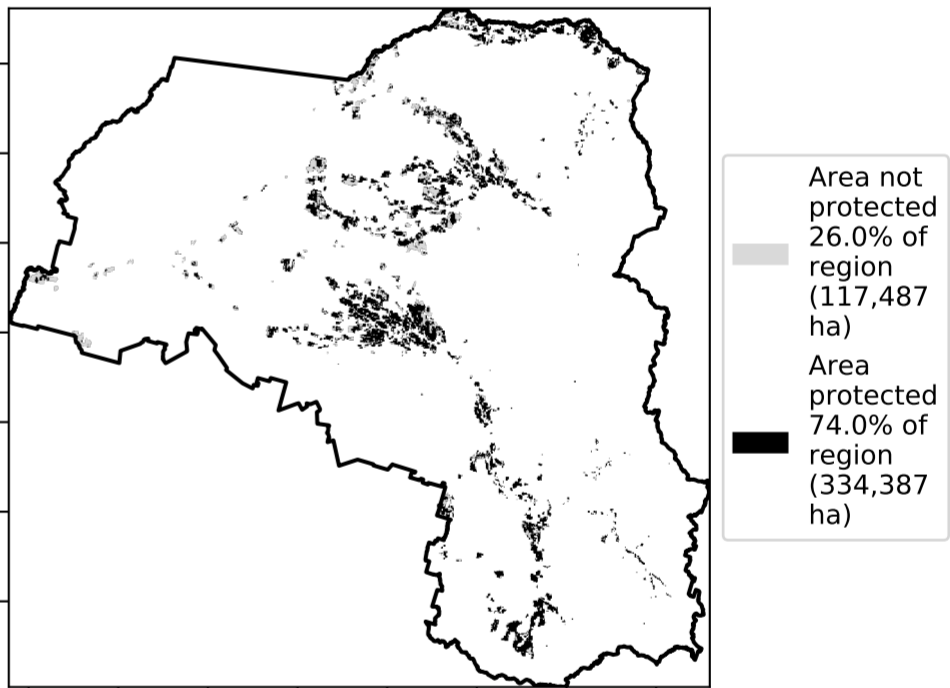 Area not
protected
26.0% of
region
(117,487
ha)
Area
protected
74.0% of
region
(334,387
ha)